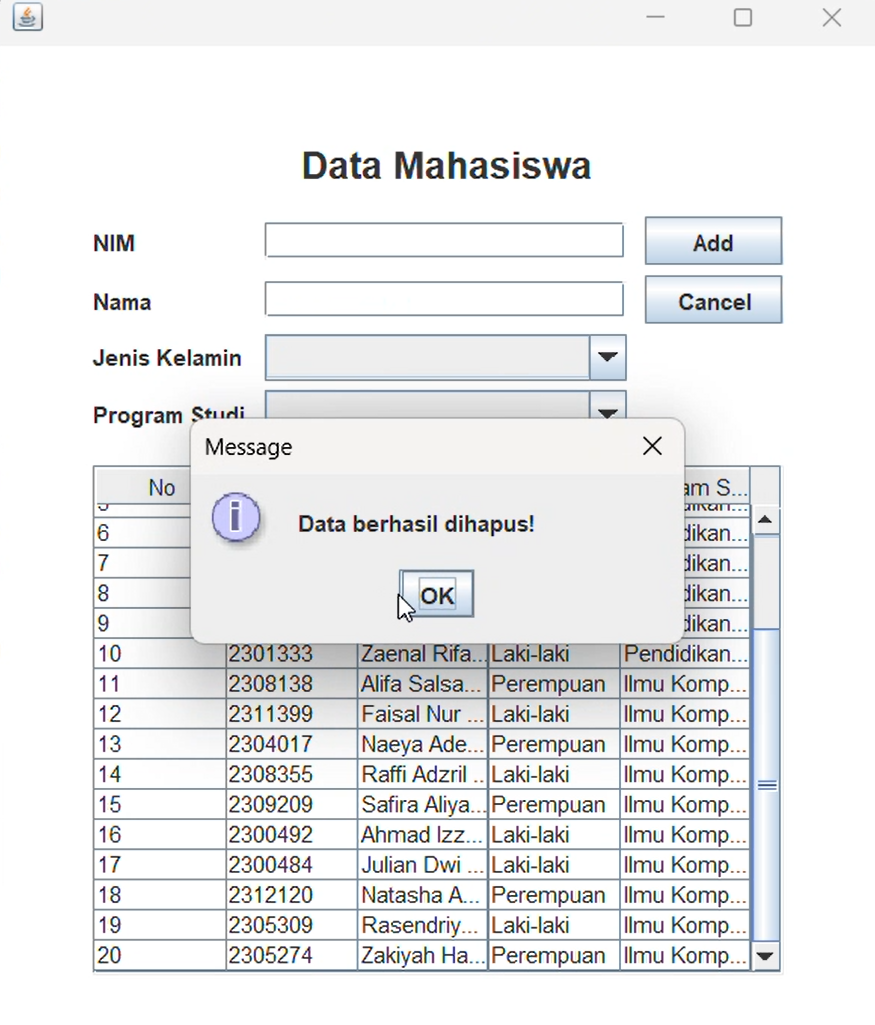 Data Mahasiswa
NIM
Add
Nama
Cancel
Jenis Kelamin
Program Studi
Message
Data berhasil dihapus!
OK
No am S...
6 dikan...
7 dikan...
8 dikan...
9 dikan...
10 2301333 Zaenal Rifa... Laki-laki Pendidikan...
11 2308138 Alifa Salsa... Perempuan Ilmu Komp...
12 2311399 Faisal Nur ... Laki-laki Ilmu Komp...
13 2304017 Naeya Ade... Perempuan Ilmu Komp...
14 2308355 Raffi Adzril ... Laki-laki Ilmu Komp...
15 2309209 Safira Aliya... Perempuan Ilmu Komp...
16 2300492 Ahmad Izz... Laki-laki Ilmu Komp...
17 2300484 Julian Dwi ... Laki-laki Ilmu Komp...
18 2312120 Natasha A... Perempuan Ilmu Komp...
19 2305309 Rasendriy... Laki-laki Ilmu Komp...
20 2305274 Zakiyah Ha... Perempuan Ilmu Komp...